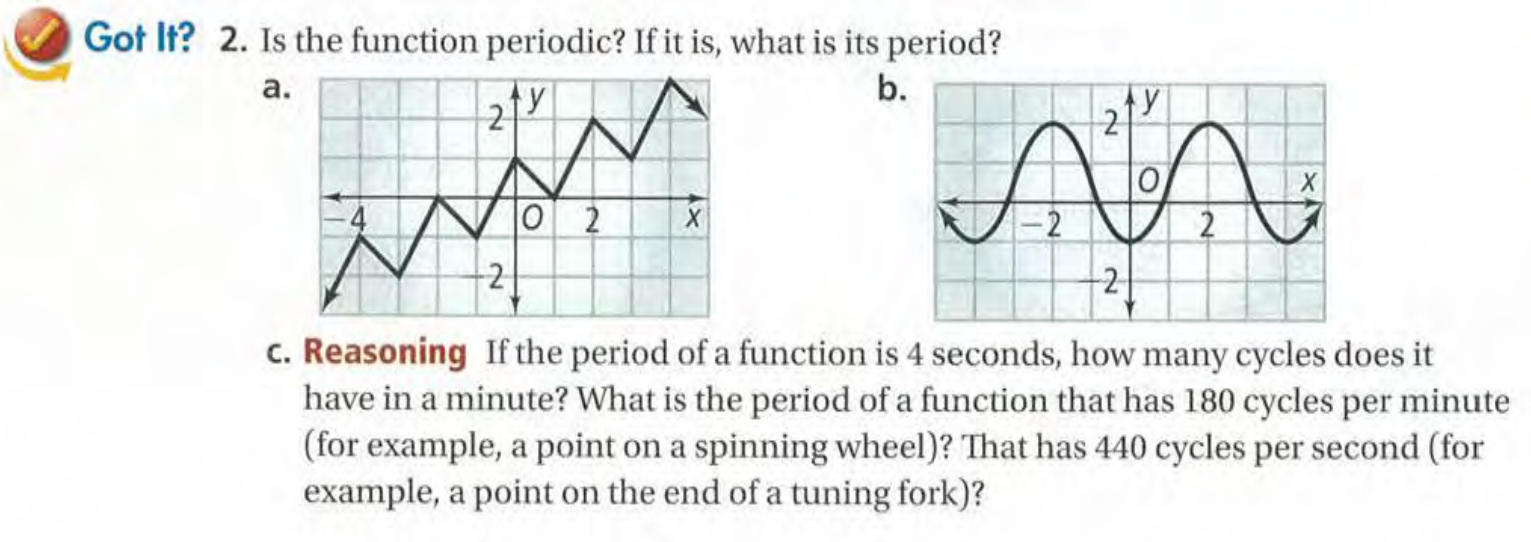 Got It? 2. Is the function periodic? If it is, what is its period?
a.
2 y
-4 O 2 x
-2
b.
2 y
O x
-2 2
-2
c. Reasoning If the period of a function is 4 seconds, how many cycles does it
have in a minute? What is the period of a function that has 180 cycles per minute
(for example, a point on a spinning wheel)? That has 440 cycles per second (for
example, a point on the end of a tuning fork)?